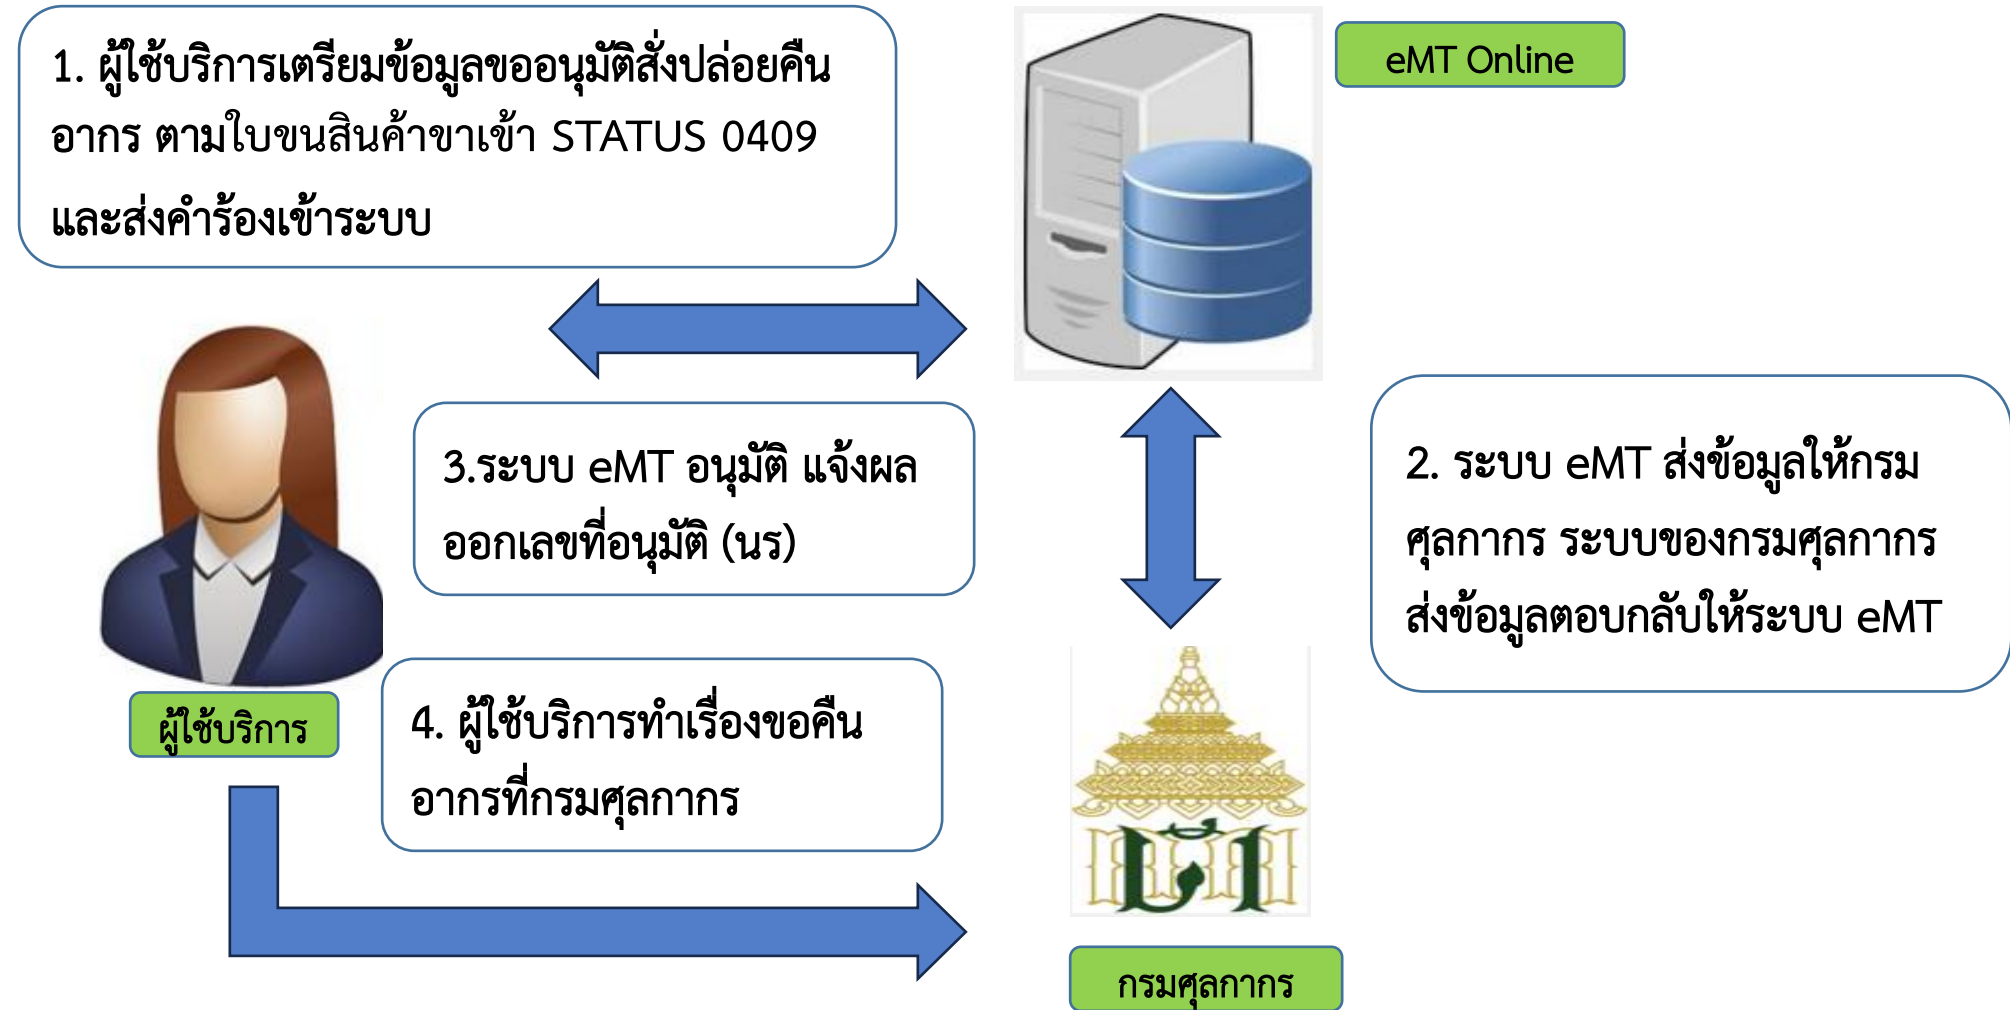 1. ผู้ใช้บริการเตรียมข้อมูลขออนุมัติสั่งปล่อยคืน
อากร ตามใบขนสินค้าขาเข้า STATUS 0409
และส่งคำร้องเข้าระบบ
eMT Online
3.ระบบ eMT อนุมัติ แจ้งผล
ออกเลขที่อนุมัติ (นร)
2. ระบบ eMT ส่งข้อมูลให้กรม
ศุลกากร ระบบของกรมศุลกากร
ส่งข้อมูลตอบกลับให้ระบบ eMT
ผู้ใช้บริการ
4. ผู้ใช้บริการทำเรื่องขอคืน
อากรที่กรมศุลกากร
กรมศุลกากร